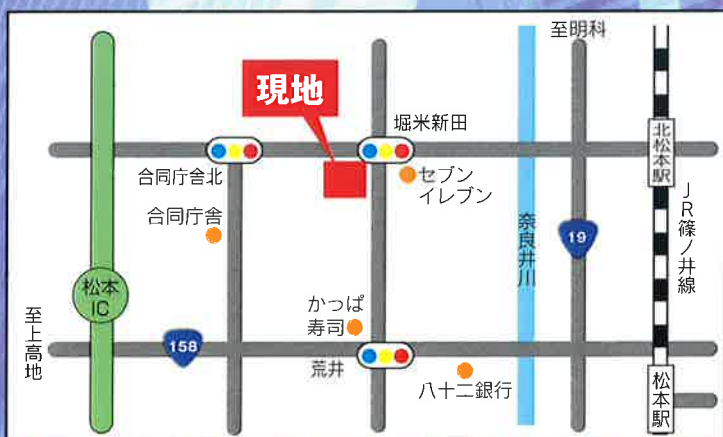 至明科
現地
堀米新田
北松本駅
合同庁舎北
セブン
イレブン
合同庁舎
奈良井川
19
JR篠ノ井線
松本
IC
かっぱ
寿司
至上高地
158
荒井
八十二銀行
松本駅